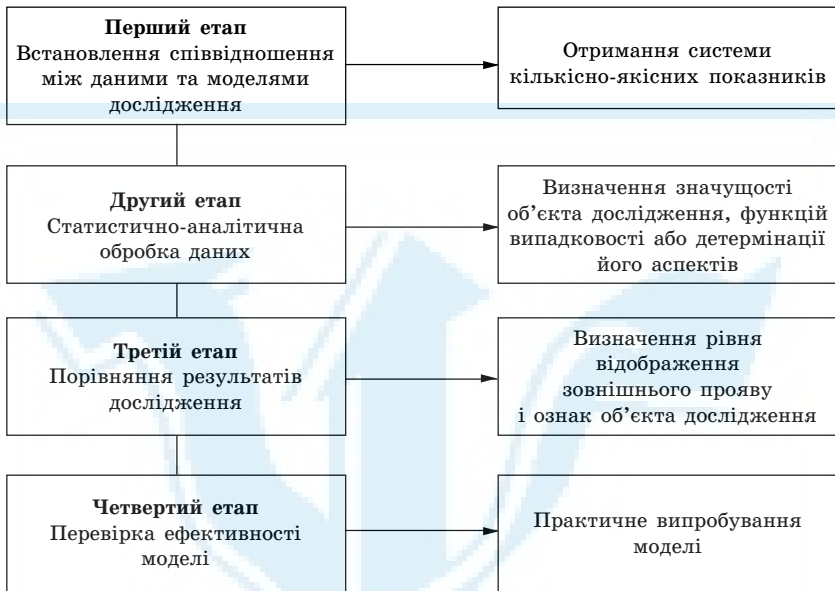 Перший етап
Встановлення співвідношення
між даними та моделями
дослідження
Отримання системи
кількісно-якісних показників
Другий етап
Статистично-аналітична
обробка даних
Визначення значущості
об’єкта дослідження, функцій
випадковості або детермінації
його аспектів
Третій етап
Порівняння результатів
дослідження
Визначення рівня
відображення
зовнішнього прояву
і ознак об’єкта дослідження
Четвертий етап
Перевірка ефективності
моделі
Практичне випробування
моделі